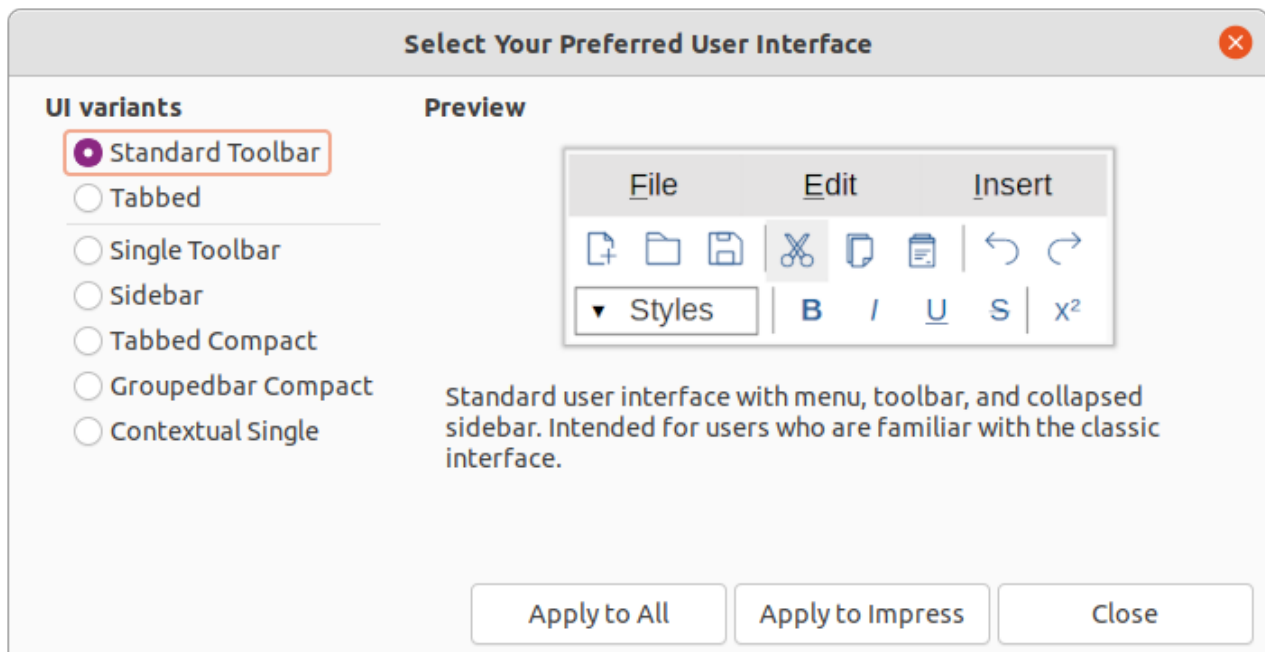 Select Your Preferred User Interface
UI variants
Standard Toolbar
Tabbed
Single Toolbar
Sidebar
Tabbed Compact
Groupedbar Compact
Contextual Single
Preview
File Edit Insert
Styles B I U S x²
Standard user interface with menu, toolbar, and collapsed
sidebar. Intended for users who are familiar with the classic
interface.
Apply to All Apply to Impress Close